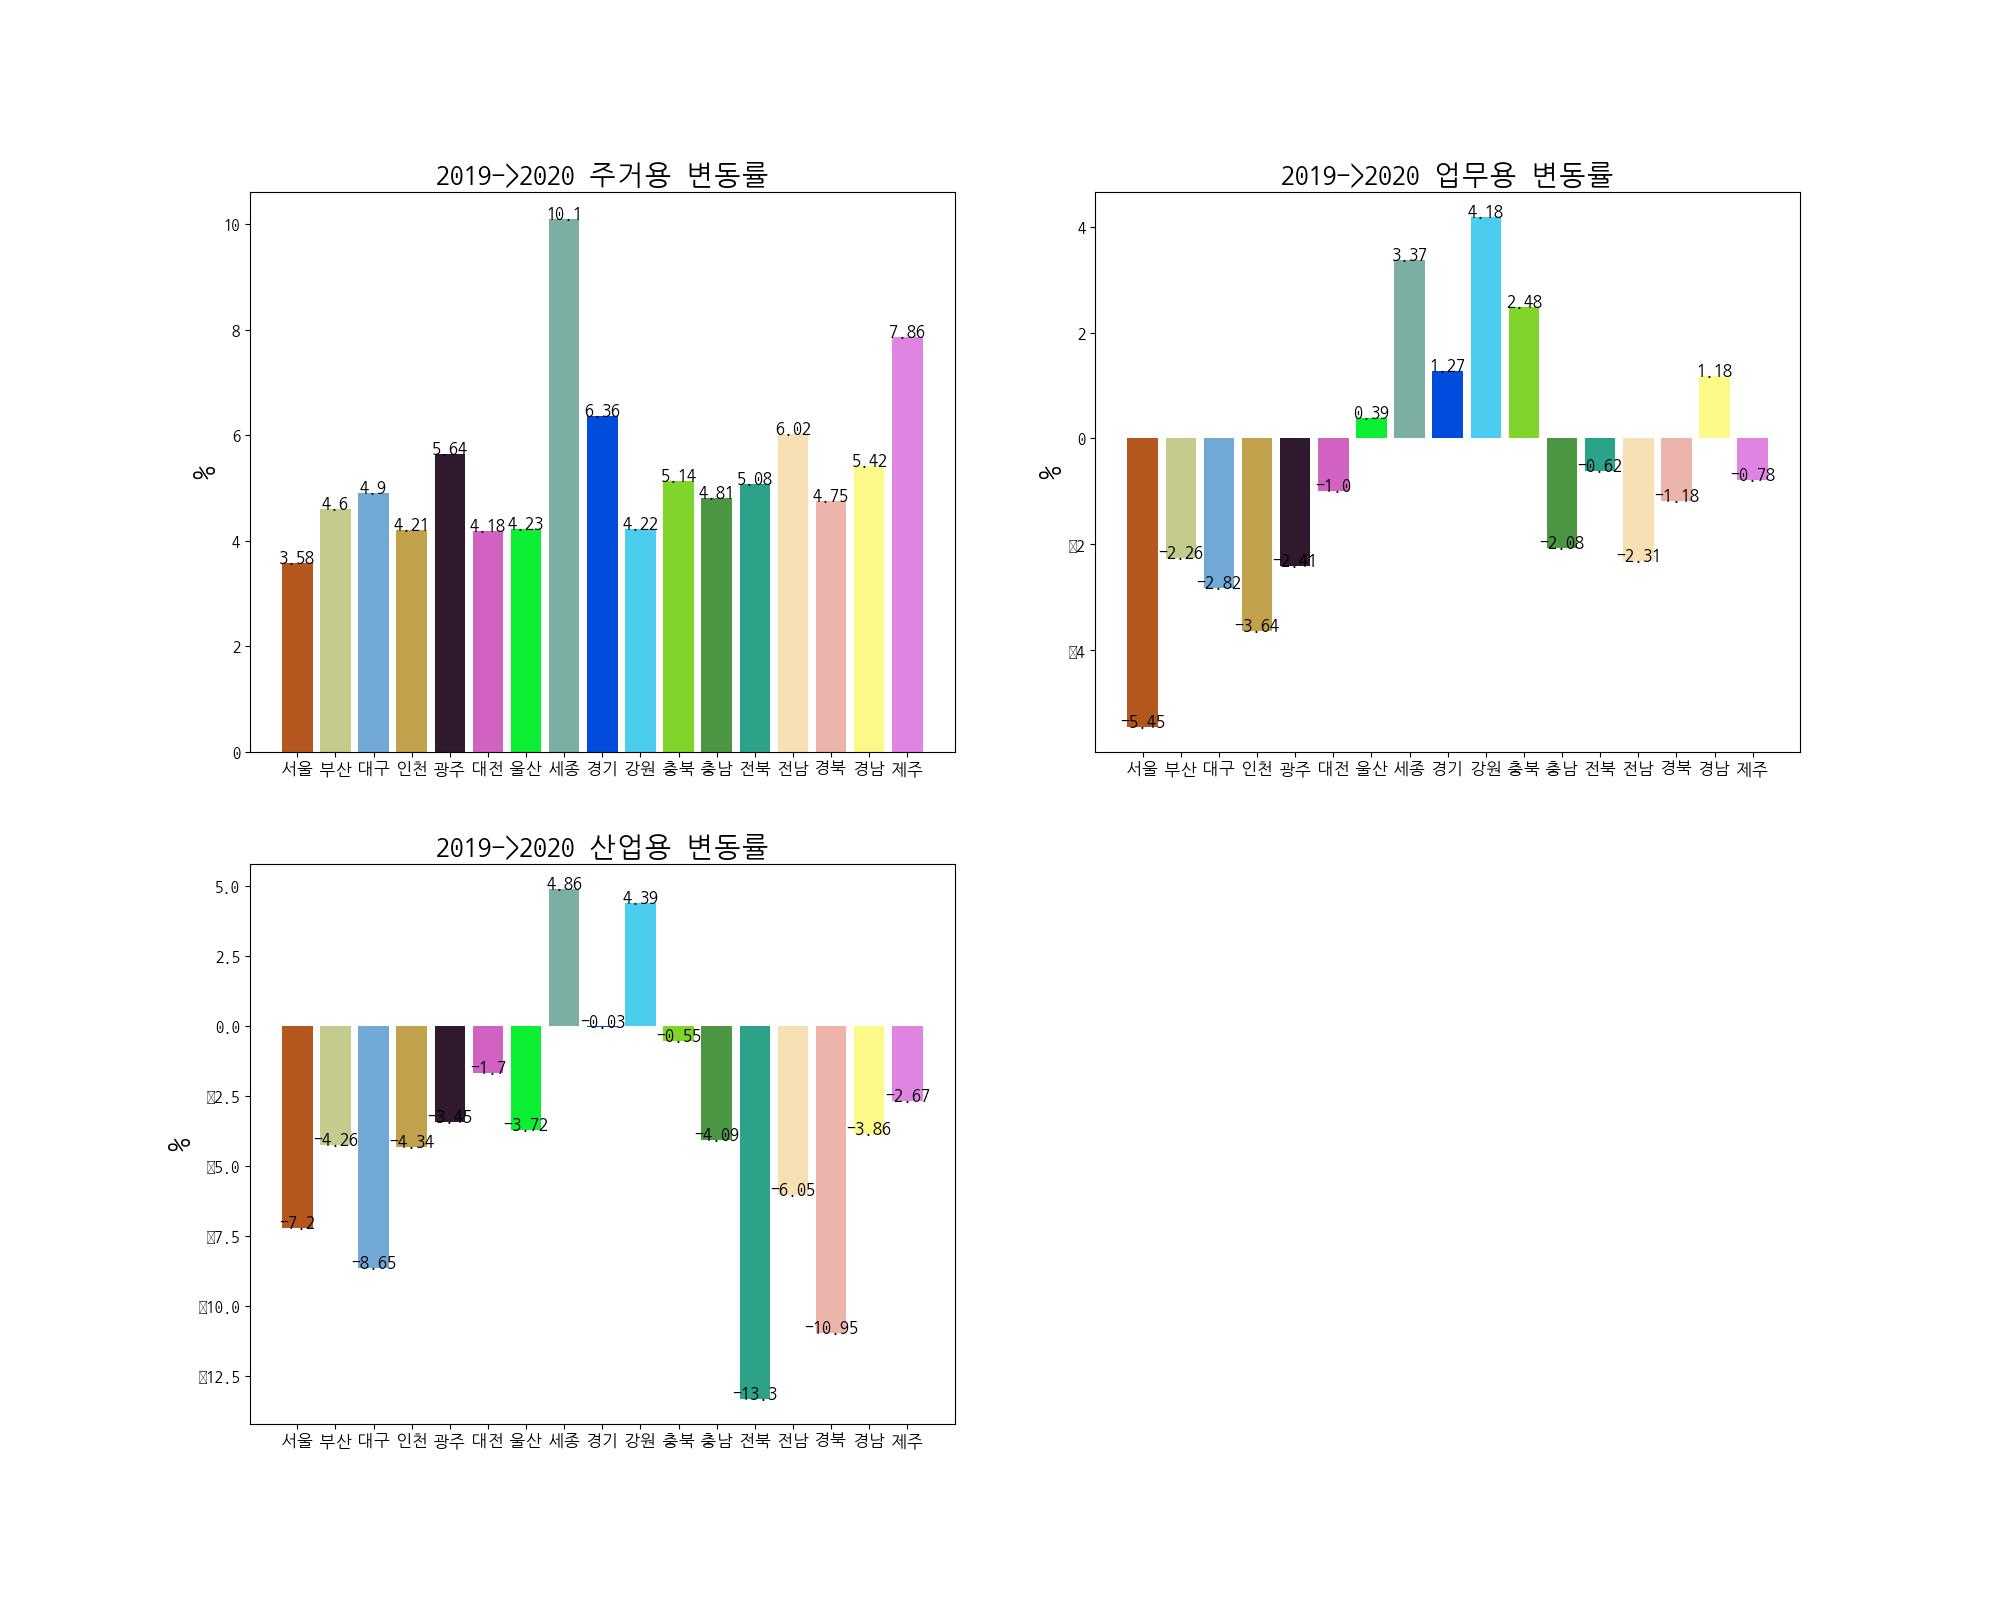 2019->2020 주거용 변동률
%
10
8
6
4
2
0
3.58 4.6 4.9 4.21 5.64 4.18 4.23 10.1 6.36 4.22 5.14 4.81 5.08 6.02 4.75 5.42 7.86
서울 부산 대구 인천 광주 대전 울산 세종 경기 강원 충북 충남 전북 전남 경북 경남 제주
2019->2020 업무용 변동률
%
4
2
0
2
4
-5.45 -2.26 -2.82 -3.64 -2.41 -1.0 0.39 3.37 1.27 4.18 2.48 -2.08 -0.62 -2.31 -1.18 1.18 -0.78
서울 부산 대구 인천 광주 대전 울산 세종 경기 강원 충북 충남 전북 전남 경북 경남 제주
2019->2020 산업용 변동률
%
5.0
2.5
0.0
2.5
5.0
7.5
10.0
12.5
-7.2 -4.26 -8.65 -4.34 -3.45 -1.7 -3.72 4.86 -0.03 4.39 -0.55 -4.09 -13.3 -6.05 -10.95 -3.86 -2.67
서울 부산 대구 인천 광주 대전 울산 세종 경기 강원 충북 충남 전북 전남 경북 경남 제주